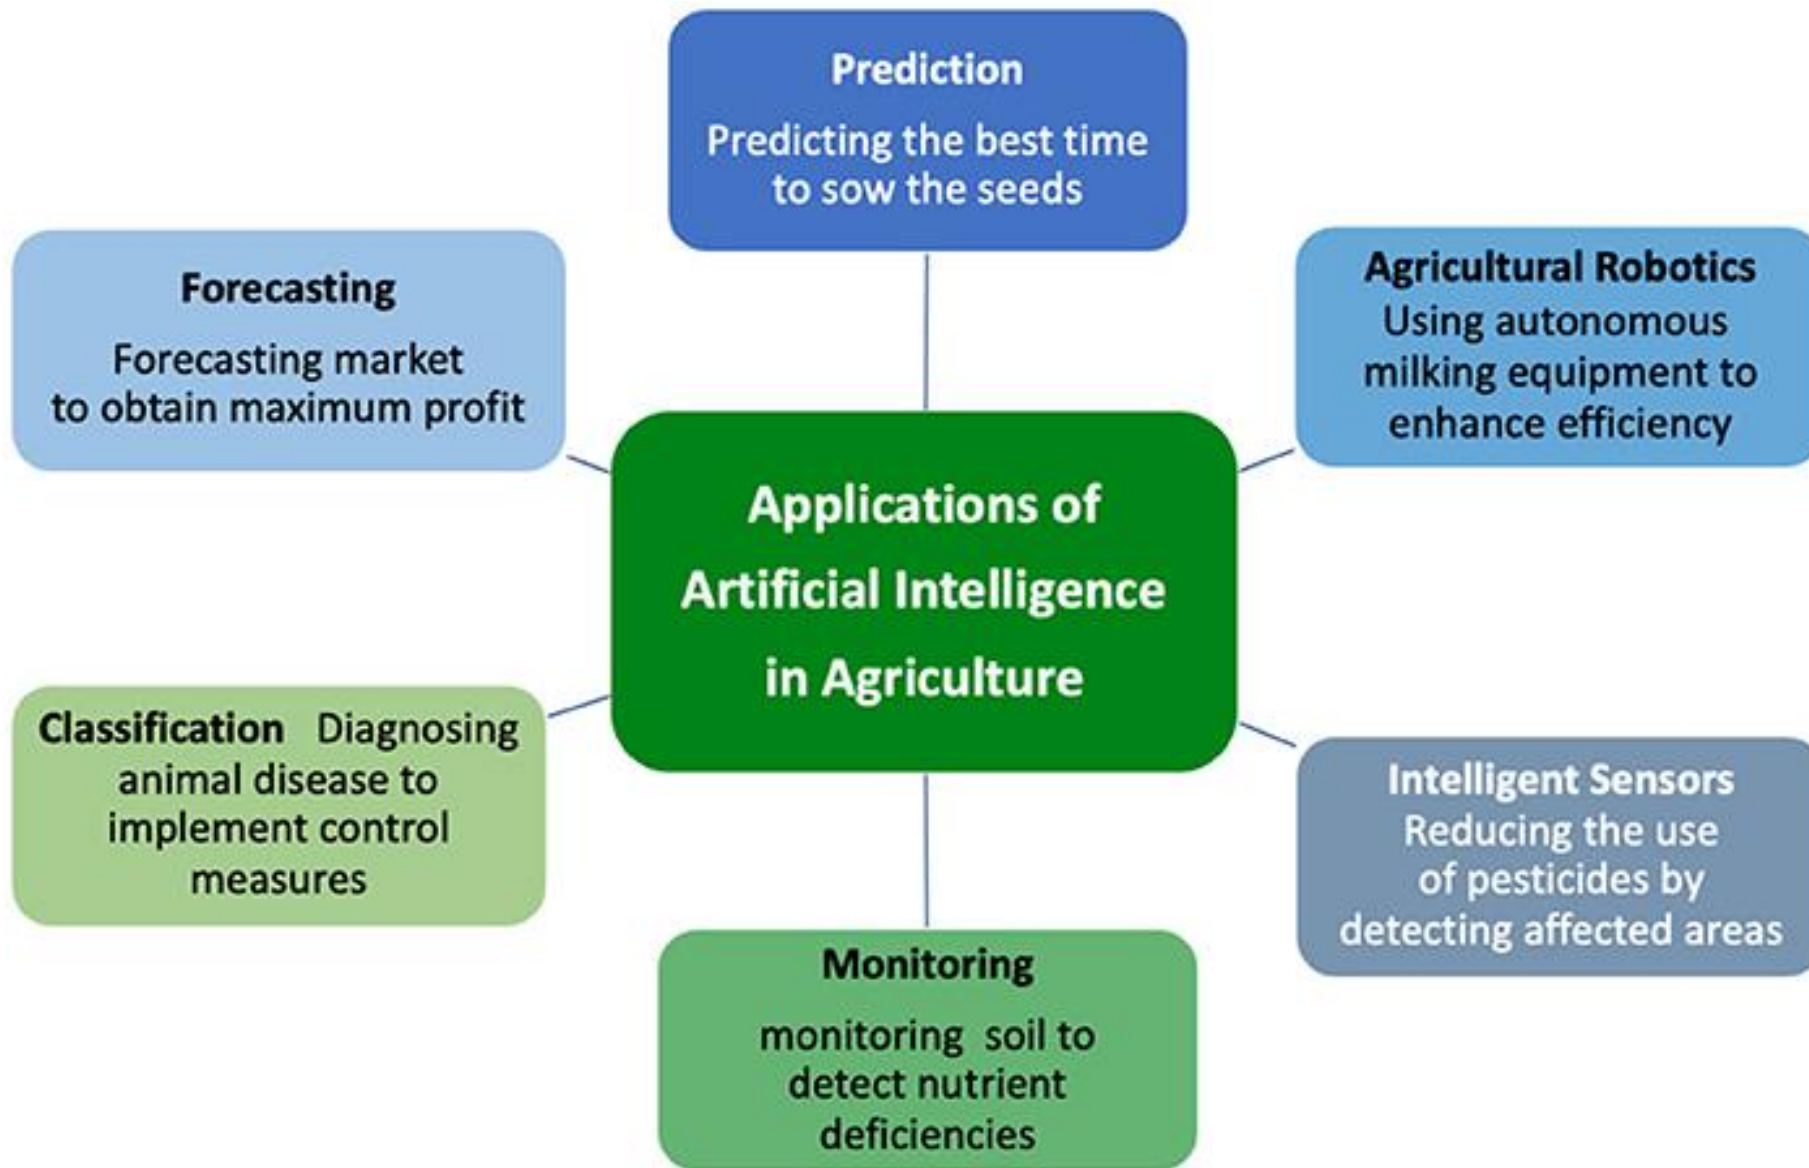 Prediction
Predicting the best time
to sow the seeds
Forecasting
Forecasting market
to obtain maximum profit
Agricultural Robotics
Using autonomous
milking equipment to
enhance efficiency
Applications of
Artificial Intelligence
in Agriculture
Classification Diagnosing
animal disease to
implement control
measures
Intelligent Sensors
Reducing the use
of pesticides by
detecting affected areas
Monitoring
monitoring soil to
detect nutrient
deficiencies